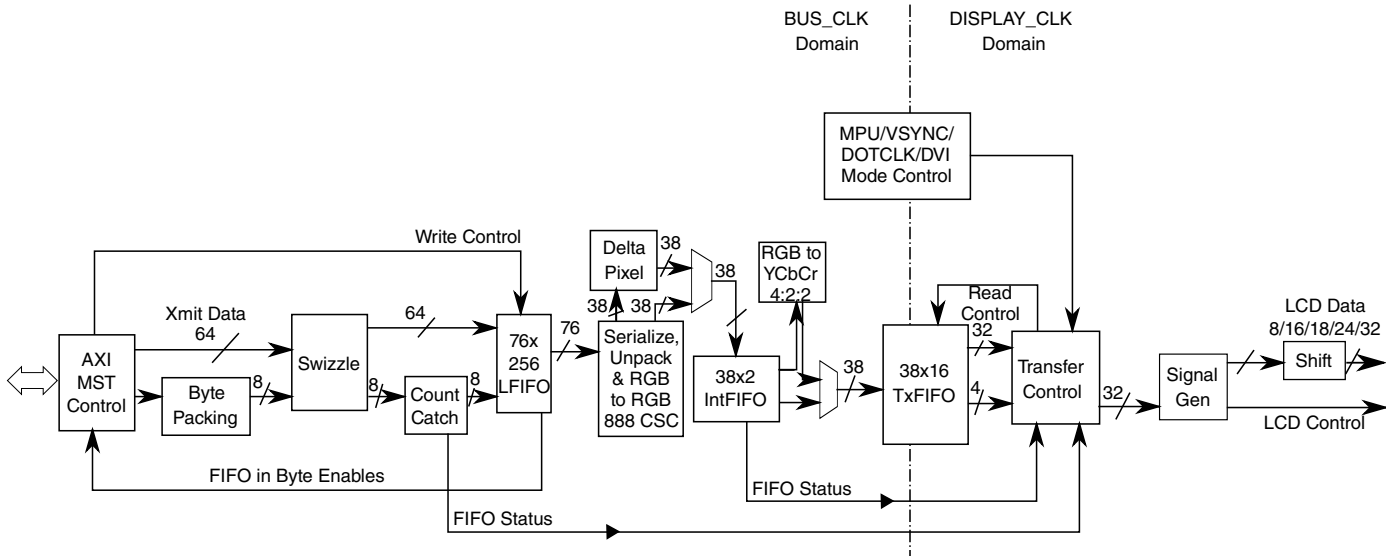 BUS_CLK
Domain
DISPLAY_CLK
Domain
MPU/VSYNC/
DOTCLK/DVI
Mode Control
Write Control
Delta
Pixel
38
38
RGB to
YCbCr
4:2:2
Read
Control
LCD Data
8/16/18/24/32
Xmit Data
64
64
38
38
76
32
AXI
MST
Control
Swizzle
76x
256
LFIFO
Serialize,
Unpack
& RGB
to RGB
888 CSC
38x2
IntFIFO
38
38x16
TxFIFO
Transfer
Control
Signal
Gen
Shift
Byte
Packing
8
8
Count
Catch
8
4
32
LCD Control
FIFO in Byte Enables
FIFO Status
FIFO Status